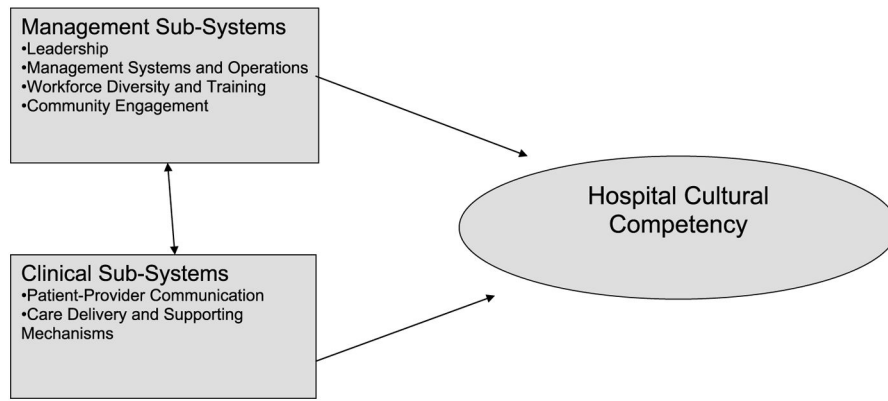 Management Sub-Systems
•Leadership
•Management Systems and Operations
•Workforce Diversity and Training
•Community Engagement
Hospital Cultural
Competency
Clinical Sub-Systems
•Patient-Provider Communication
•Care Delivery and Supporting
Mechanisms